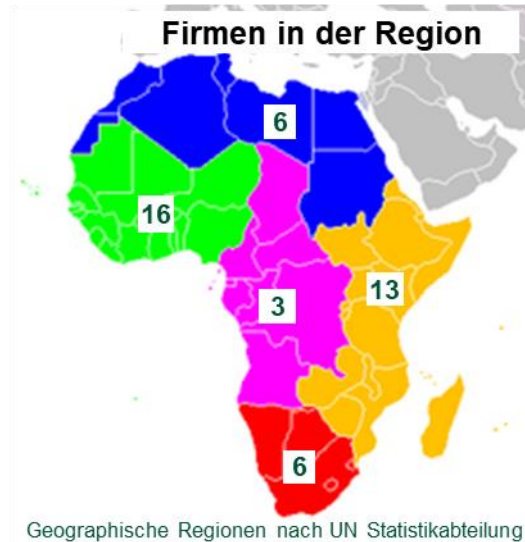 Firmen in der Region
6
16
13
3
6
Geographische Regionen nach UN Statistikabteilung